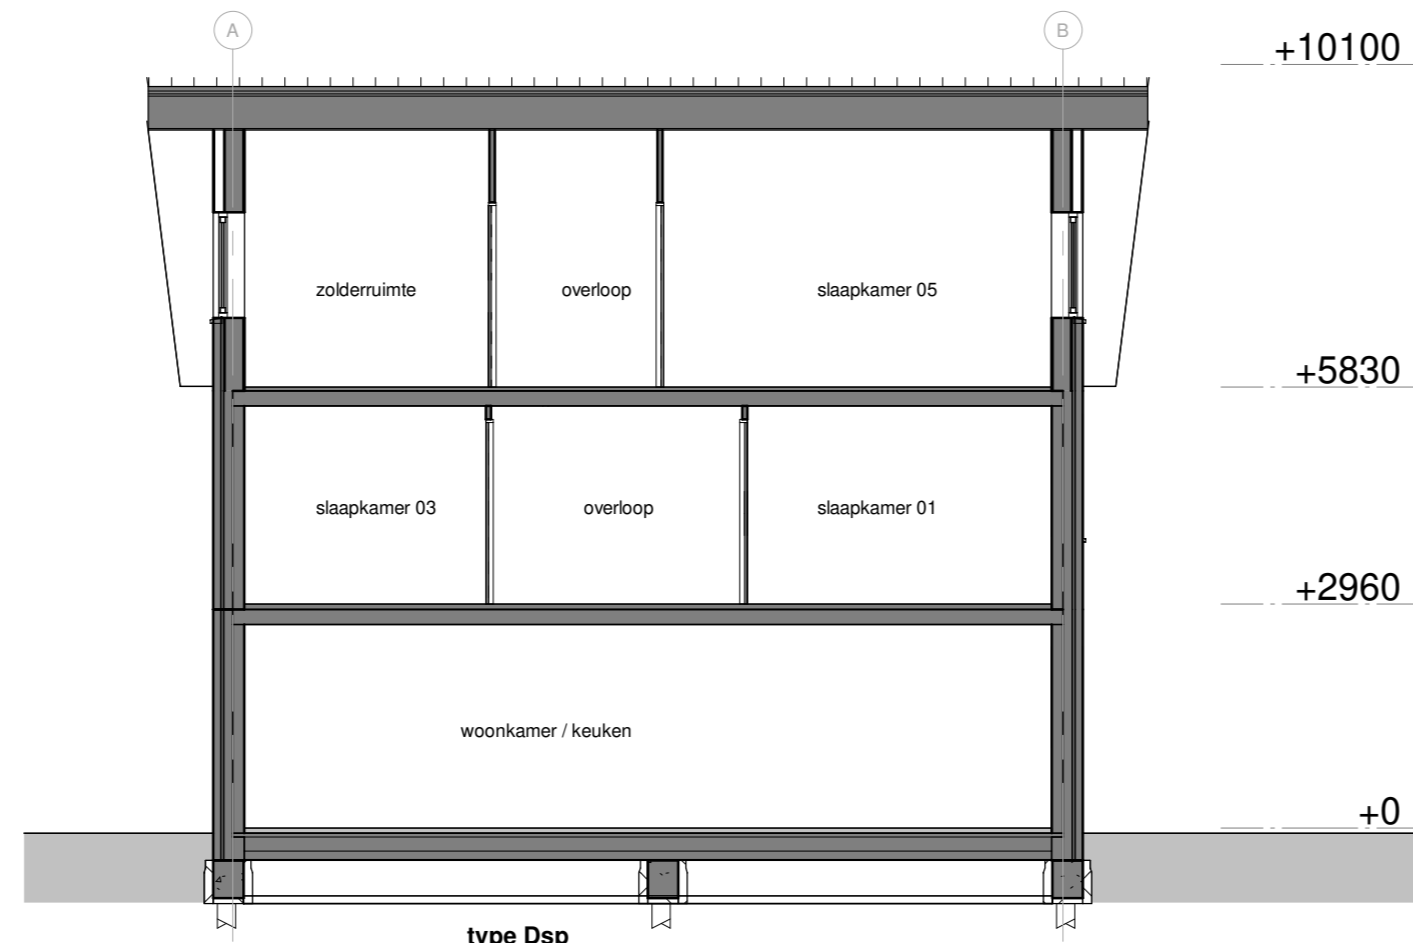 A
B
+10100
zolderruimte
overloop
slaapkamer 05
+5830
slaapkamer 03
overloop
slaapkamer 01
+2960
woonkamer / keuken
+0
type Dsp